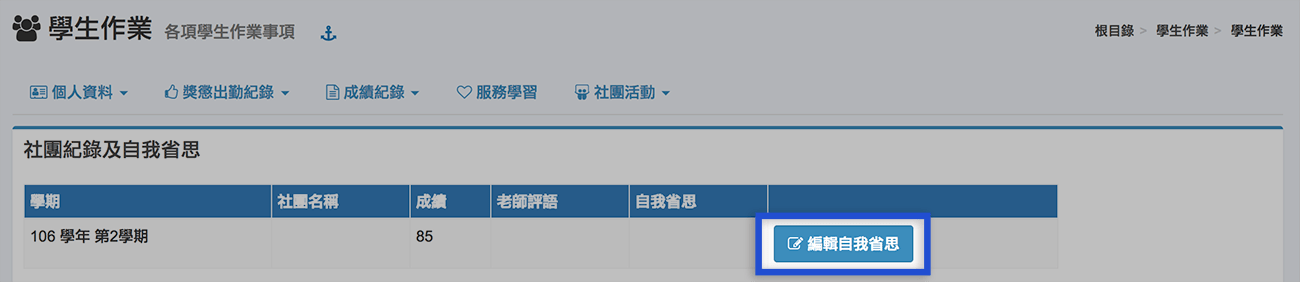 學生作業 各項學生作業事項 根目錄 > 學生作業 > 學生作業
個人資料 獎懲出勤紀錄 成績紀錄 服務學習 社團活動
社團紀錄及自我省思
學期 社團名稱 成績 老師評語 自我省思
106 學年 第2學期 85 編輯自我省思